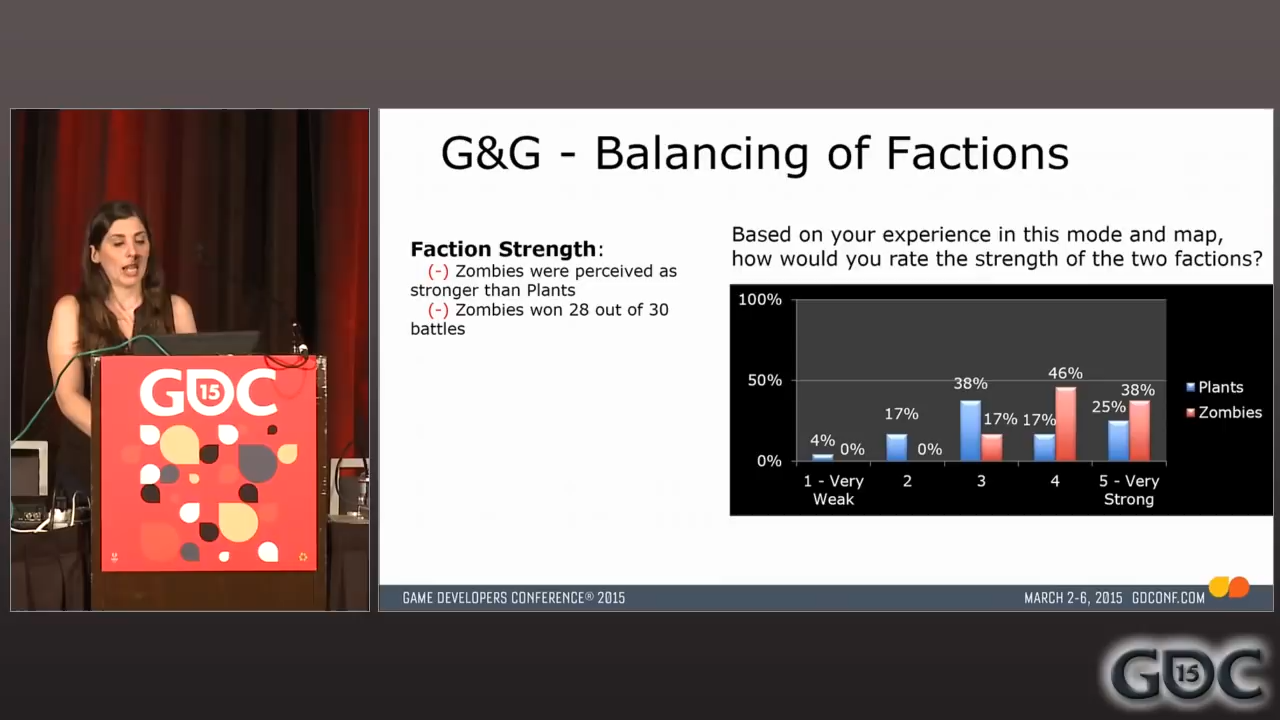 G&G - Balancing of Factions
Faction Strength:
(-) Zombies were perceived as
stronger than Plants
(-) Zombies won 28 out of 30
battles
Based on your experience in this mode and map,
how would you rate the strength of the two factions?
100%
50%
0%
4%
0%
17%
0%
38%
17%
17%
46%
25%
38%
1 - Very
Weak
2
3
4
5 - Very
Strong
Plants
Zombies
GDC
15
GAME DEVELOPERS CONFERENCE® 2015
MARCH 2-6, 2015 GDCONF.COM
GDC
15